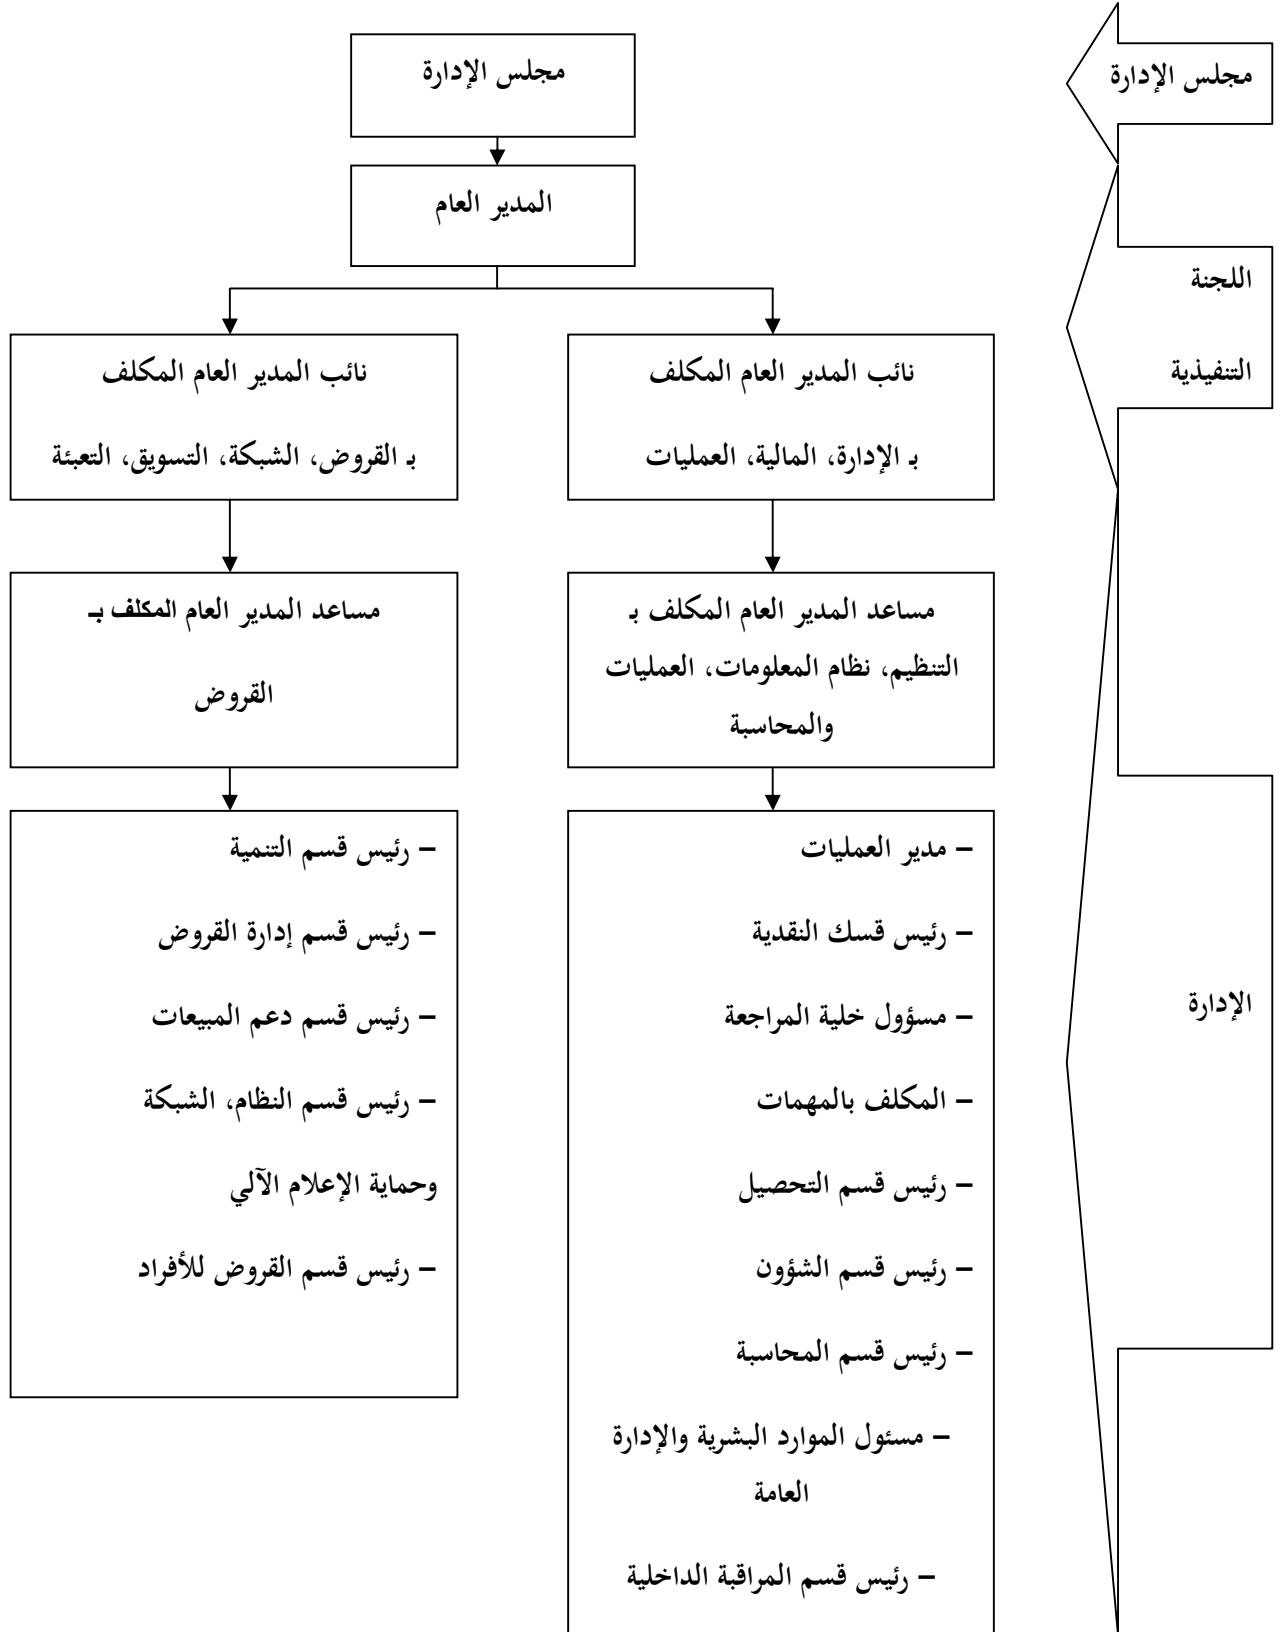 مجلس الإدارة
مجلس الإدارة
المدير العام
اللجنة
التنفيذية
نائب المدير العام المكلف
بـ الإدارة، المالية، العمليات
نائب المدير العام المكلف
بـ القروض، الشبكة، التسويق، التعبئة
مساعد المدير العام المكلف بـ
التنظيم، نظام المعلومات، العمليات
والمحاسبة
مساعد المدير العام المكلف بــ
القروض
الإدارة
– مدير العمليات
– رئيس قسك النقدية
– مسؤول خلية المراجعة
– المكلف بالمهمات
– رئيس قسم التحصيل
– رئيس قسم الشؤون
– رئيس قسم المحاسبة
– مسئول الموارد البشرية والإدارة
العامة
– رئيس قسم المراقبة الداخلية
– رئيس قسم التنمية
– رئيس قسم إدارة القروض
– رئيس قسم دعم المبيعات
– رئيس قسم النظام، الشبكة
وحماية الإعلام الآلي
– رئيس قسم القروض للأفراد